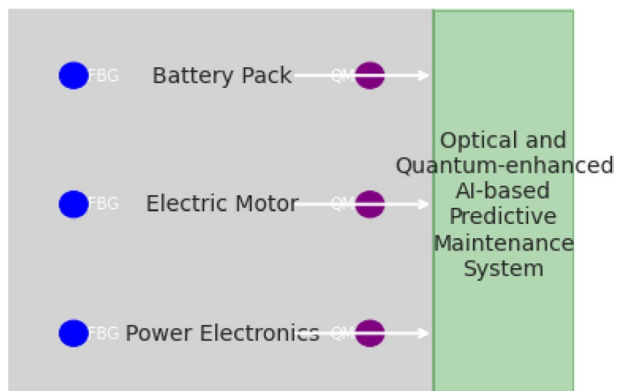 FBG Battery Pack QM
Optical and
Quantum-enhanced
AI-based
Predictive
Maintenance
System
FBG Electric Motor QM
FBG Power Electronics QM